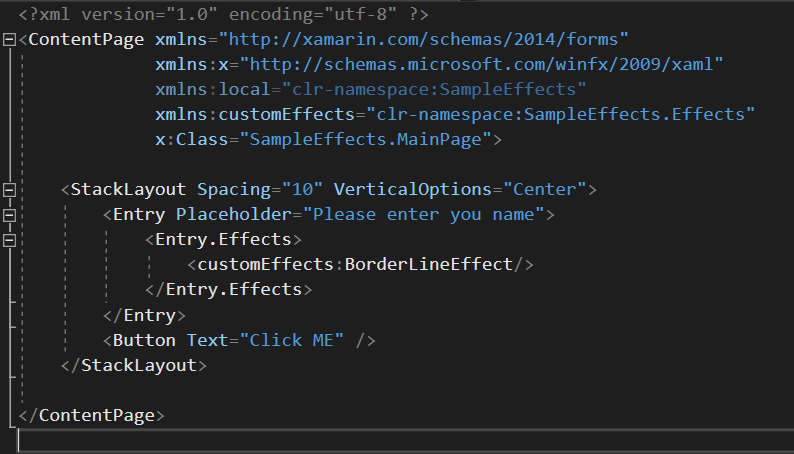 <?xml version="1.0" encoding="utf-8" ?>
<ContentPage xmlns="http://xamarin.com/schemas/2014/forms"
xmlns:x="http://schemas.microsoft.com/winfx/2009/xaml"
xmlns:local="clr-namespace:SampleEffects"
xmlns:customEffects="clr-namespace:SampleEffects.Effects"
x:Class="SampleEffects.MainPage">
<StackLayout Spacing="10" VerticalOptions="Center">
<Entry Placeholder="Please enter you name">
<Entry.Effects>
<customEffects:BorderLineEffect/>
</Entry.Effects>
</Entry>
<Button Text="Click ME" />
</StackLayout>
</ContentPage>